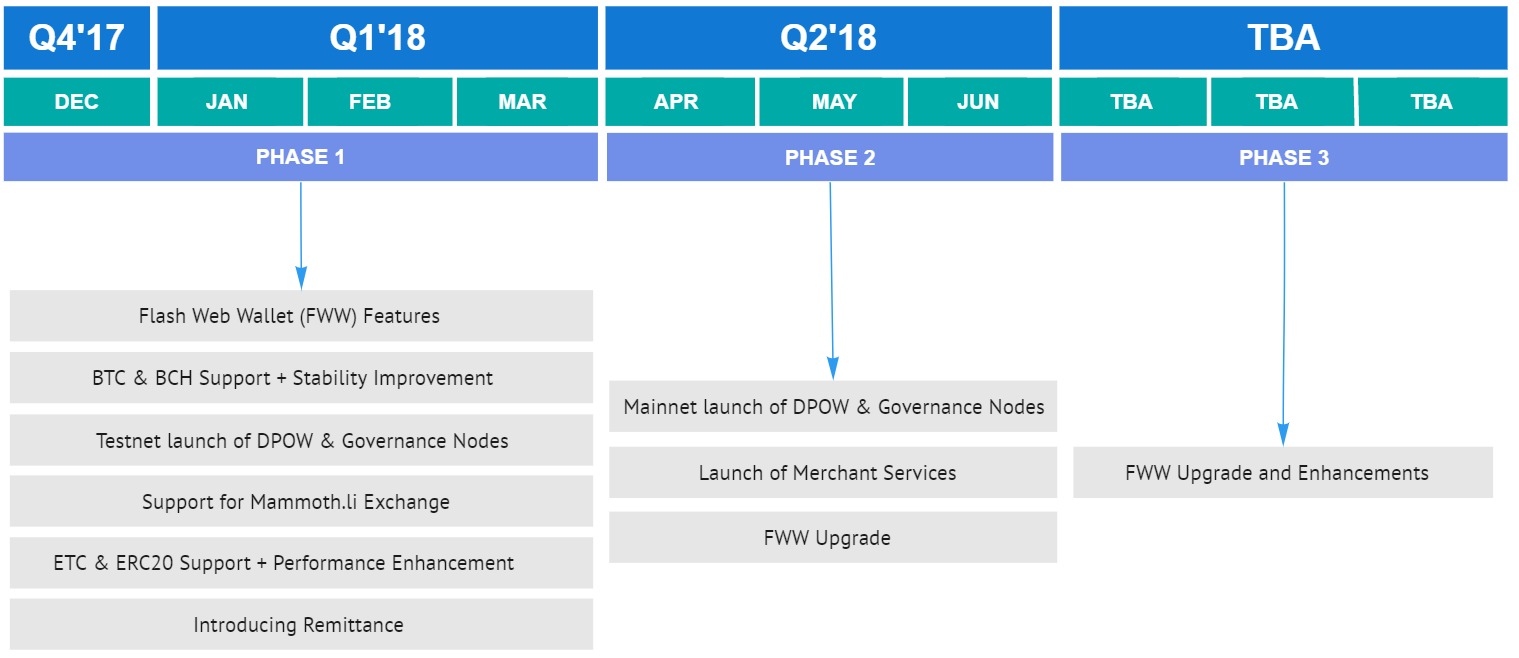 Q4'17
Q1'18
Q2'18
TBA
DEC
JAN
FEB
MAR
APR
MAY
JUN
TBA
TBA
TBA
PHASE 1
PHASE 2
PHASE 3
Flash Web Wallet (FWW) Features
BTC & BCH Support + Stability Improvement
Testnet launch of DPOW & Governance Nodes
Support for Mammoth.li Exchange
ETC & ERC20 Support + Performance Enhancement
Introducing Remittance
Mainnet launch of DPOW & Governance Nodes
Launch of Merchant Services
FWW Upgrade
FWW Upgrade and Enhancements